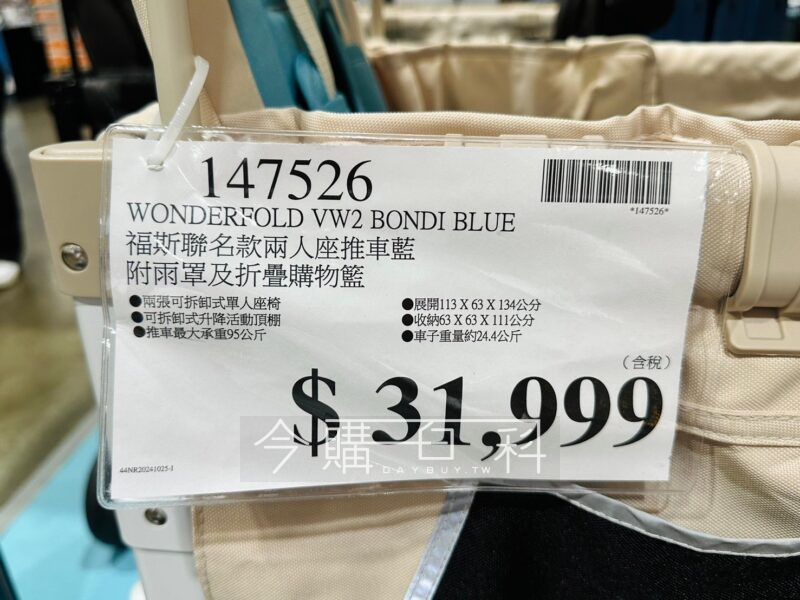 147526
*147526*
WONDERFOLD VW2 BONDI BLUE
福斯聯名款兩人座推車藍
附雨罩及折疊購物籃
●兩張可拆卸式單人座椅
●可拆卸式升降活動頂棚
●推車最大承重95公斤
●展開113 X 63 X 134公分
●收納63 X 63 X 111公分
●車子重量約24.4公斤
(含稅)
$ 31,999
今購百科
DAYBUY.TW
44NR20241025-1